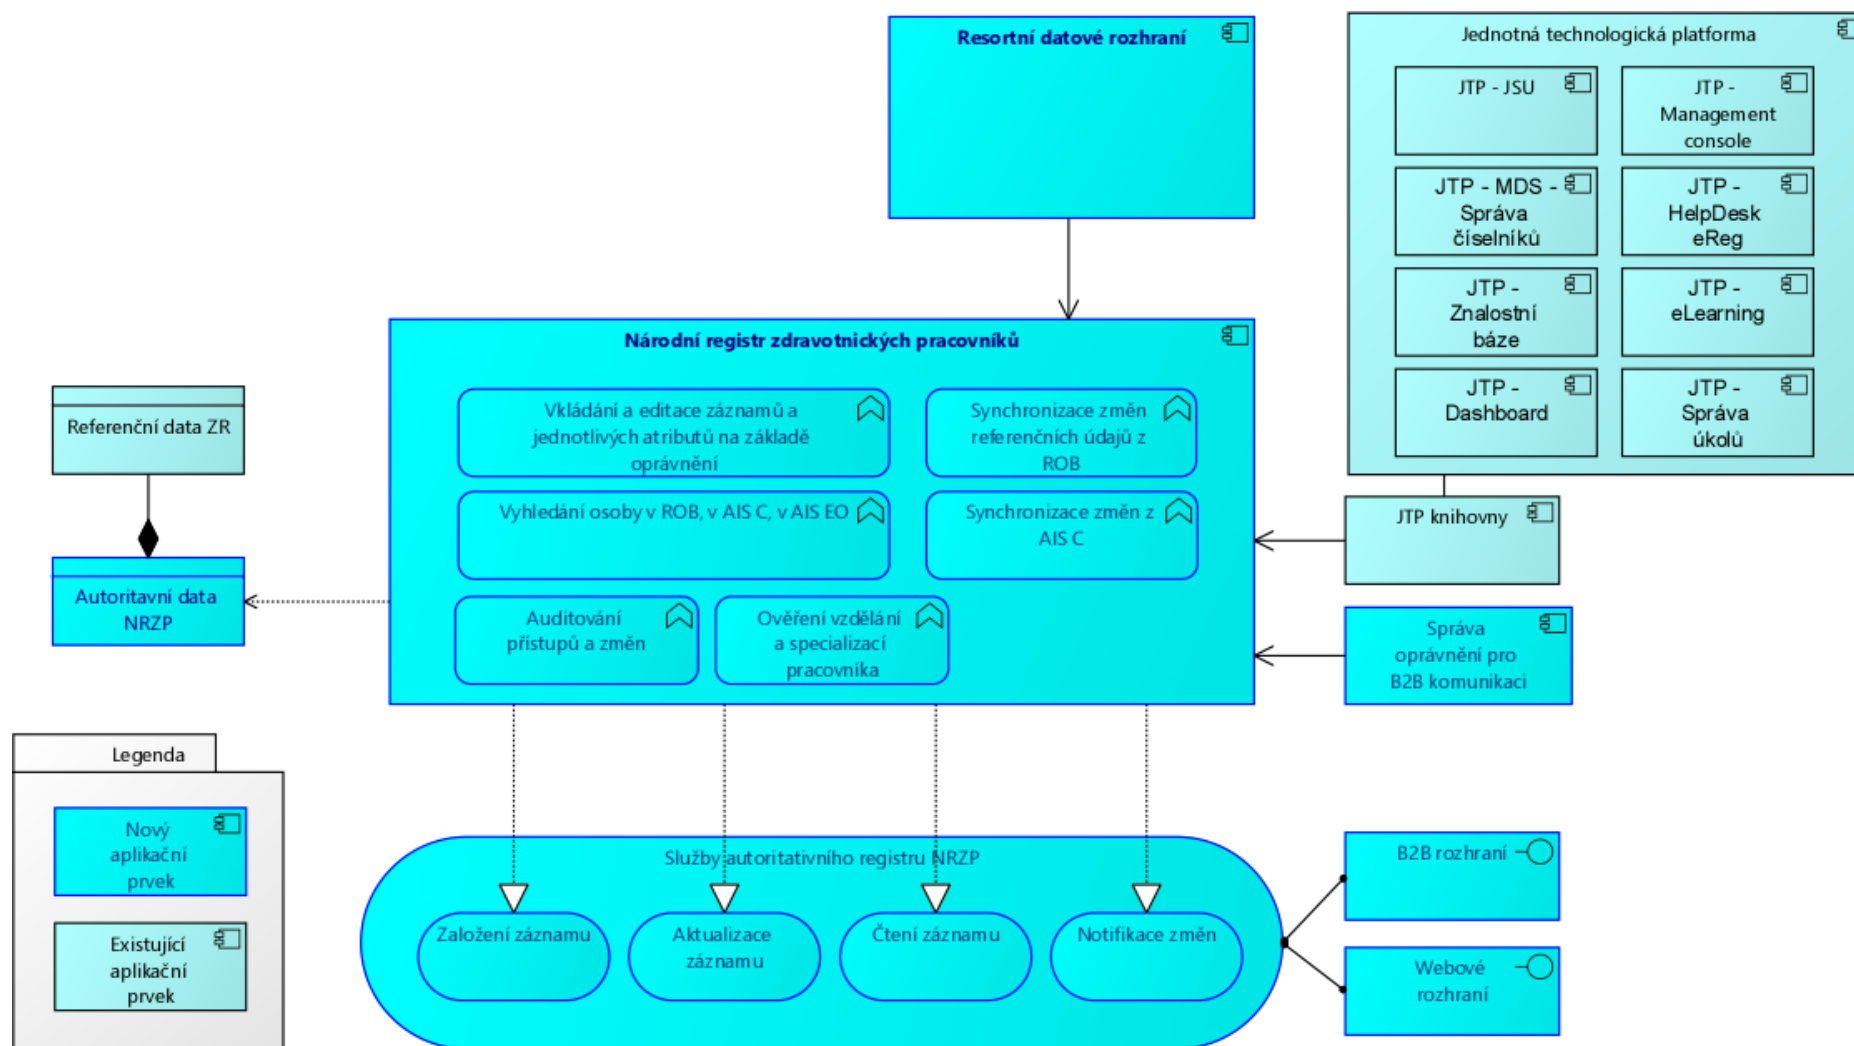 Resortní datové rozhraní
Jednotná technologická platforma
JTP - JSU
JTP -
Management
console
JTP - MDS -
Správa
číselníků
JTP -
HelpDesk
eReg
JTP -
Znalostní
báze
JTP -
eLearning
JTP -
Dashboard
JTP -
Správa
úkolů
JTP knihovny
Správa
oprávnění pro
B2B komunikaci
Národní registr zdravotnických pracovníků
Vkládání a editace záznamů a
jednotlivých atributů na základě
oprávnění
Synchronizace změn
referenčních údajů z
ROB
Vyhledání osoby v ROB, v AIS C, v AIS EO
Synchronizace změn z
AIS C
Auditování
přístupů a změn
Ověření vzdělání
a specializací
pracovníka
Referenční data ZR
Autoritavní data
NRZP
Legenda
Nový
aplikační
prvek
Existující
aplikační
prvek
Služby autoritativního registru NRZP
Založení záznamu
Aktualizace
záznamu
Čtení záznamu
Notifikace změn
B2B rozhraní
Webové
rozhraní